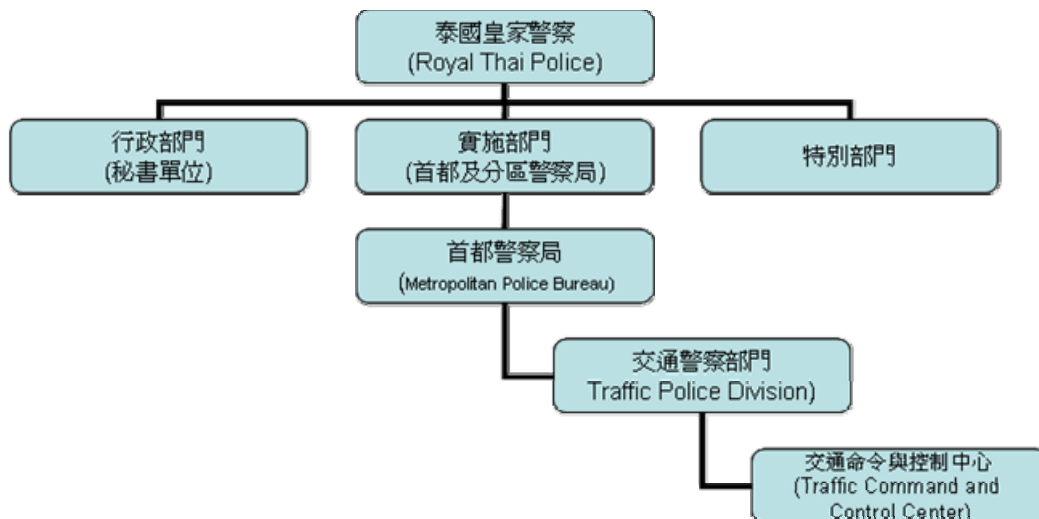 泰國皇家警察
(Royal Thai Police)
行政部門
(秘書單位)
實施部門
(首都及分區警察局)
特別部門
首都警察局
(Metropolitan Police Bureau)
交通警察部門
Traffic Police Division)
交通命令與控制中心
(Traffic Command and
Control Center)